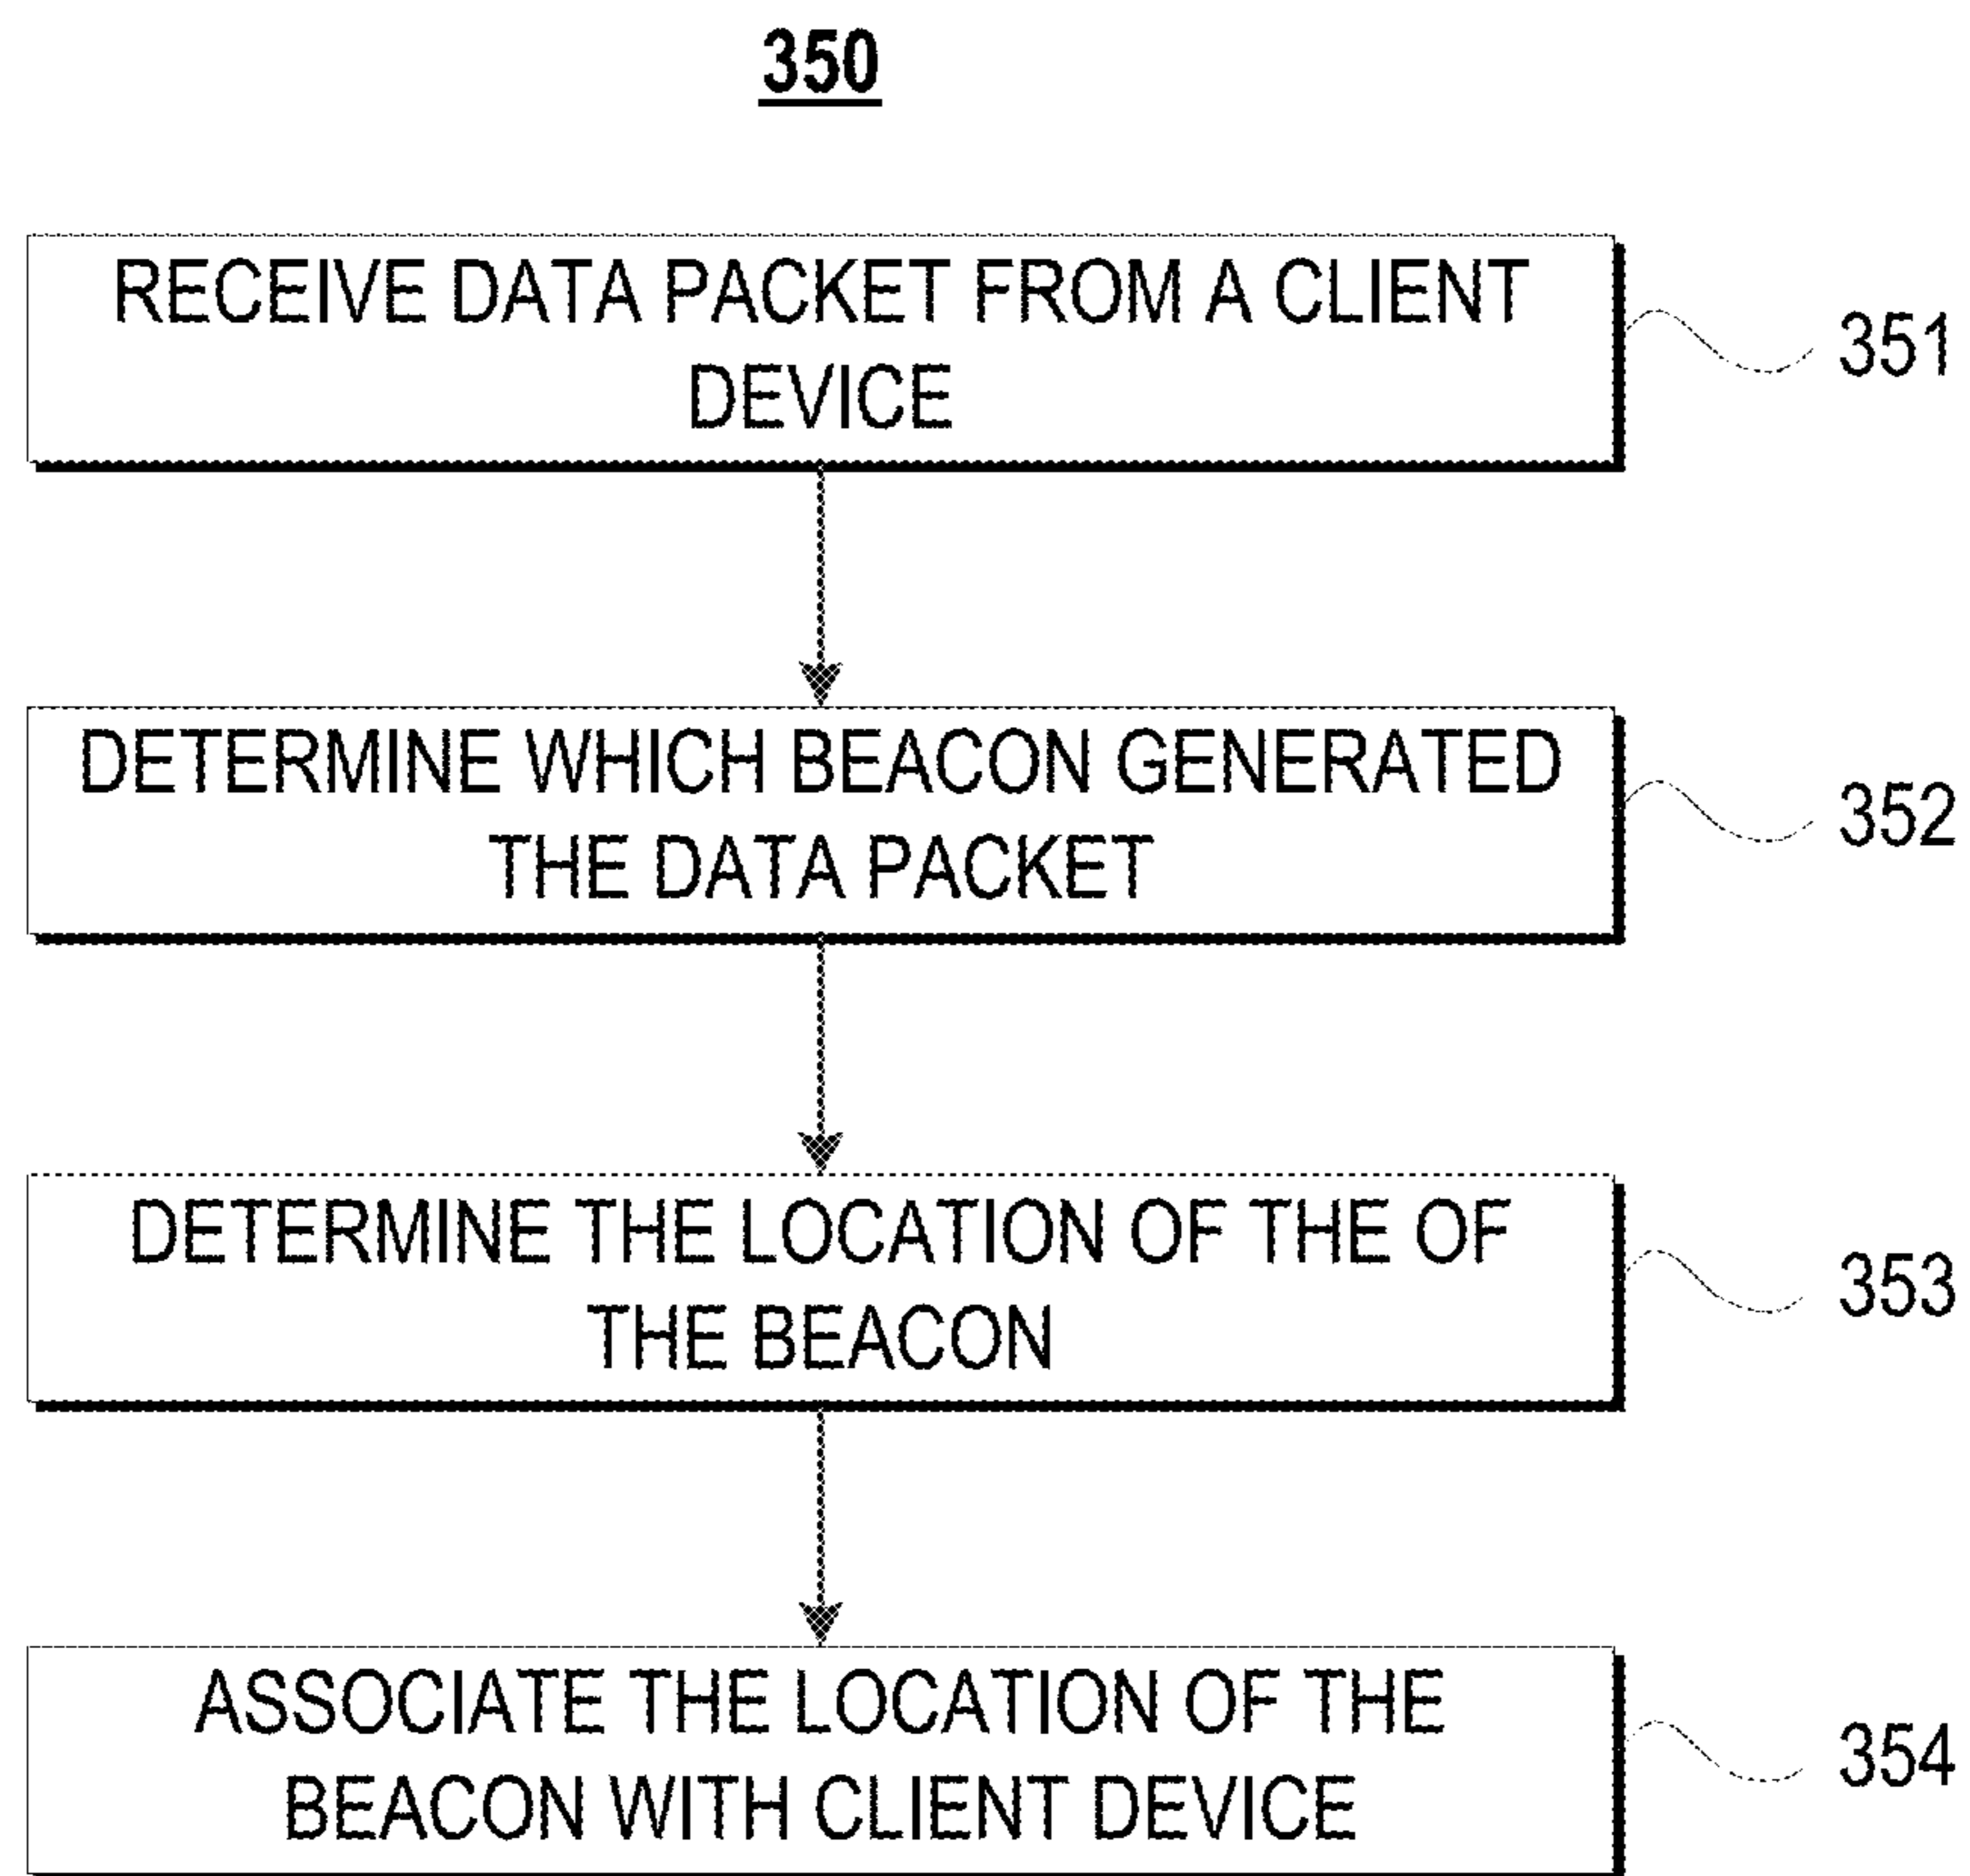 350
RECEIVE DATA PACKET FROM A CLIENT
DEVICE
351
DETERMINE WHICH BEACON GENERATED
THE DATA PACKET
352
DETERMINE THE LOCATION OF THE OF
THE BEACON
353
ASSOCIATE THE LOCATION OF THE
BEACON WITH CLIENT DEVICE
354